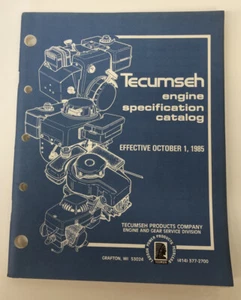 Tecumseh
engine
specification
catalog
EFFECTIVE OCTOBER 1, 1985
TECUMSEH PRODUCTS COMPANY
ENGINE AND GEAR SERVICE DIVISION
GRAFTON, WI 53024
(414) 377-2700